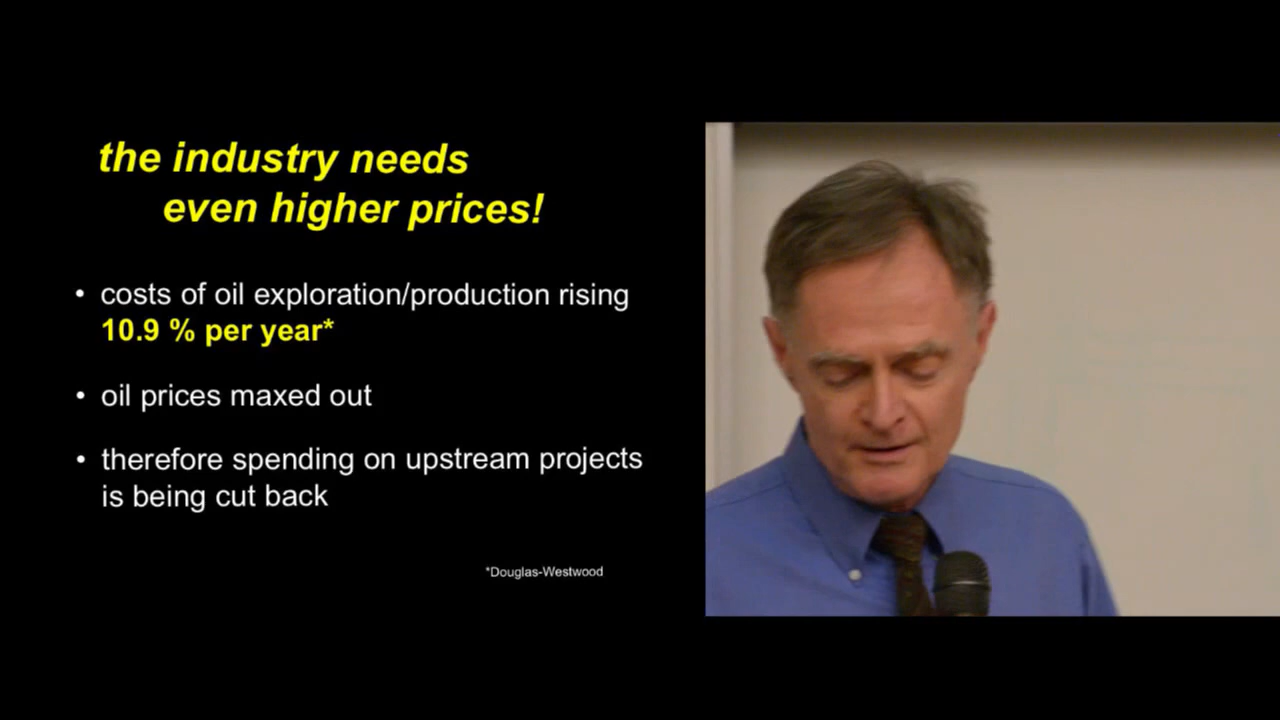 the industry needs
even higher prices!
• costs of oil exploration/production rising
10.9 % per year*
• oil prices maxed out
• therefore spending on upstream projects
is being cut back
*Douglas-Westwood